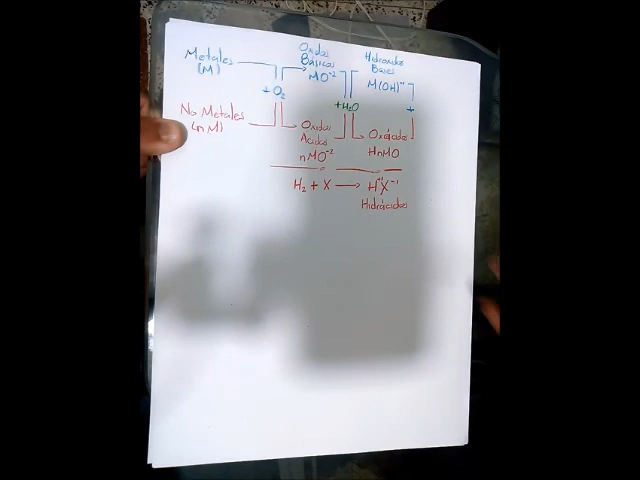 Metales
(M)
+ O2
Oxidos
Básicos
MO⁻²
+ H2O
Hidroxidos
Bases
M(OH)⁻
+
No Metales
(nM)
Oxidos
Acidos
nMO⁻²
Oxácidos
HnMO
H2 + X → H⁺¹X⁻¹
Hidrácidos